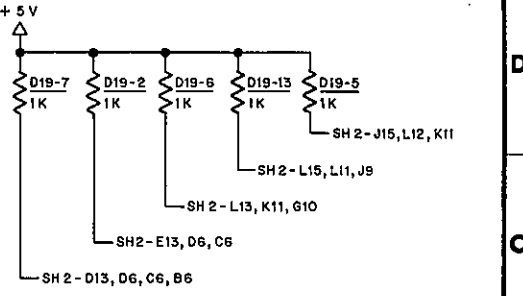 + 5 V
D19-7 D19-2 D19-6 D19-13 D19-5
1K 1K 1K 1K 1K
D
SH 2-J15, L12, K11
SH 2-L15, L11, J9
SH 2-L13, K11, G10
SH2-E13, D6, C6
C
SH 2-D13, D6, C6, B6